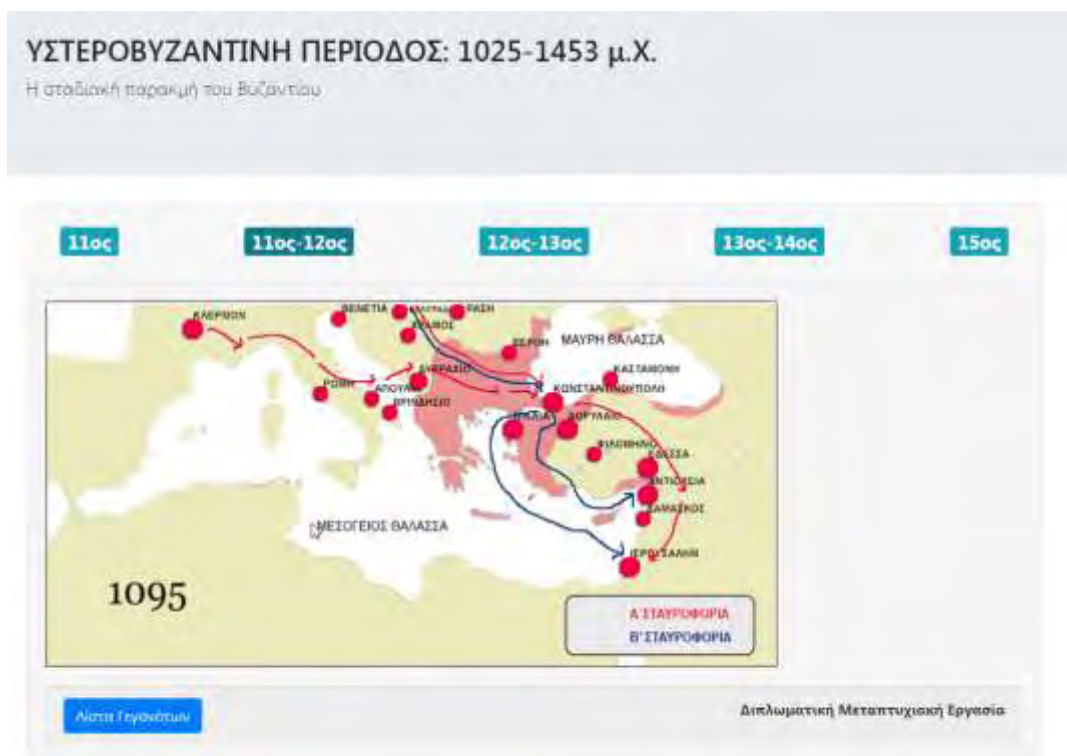 ΥΣΤΕΡΟΒΥΖΑΝΤΙΝΗ ΠΕΡΙΟΔΟΣ: 1025-1453 μ.Χ.
Η σταδιακή παρακμή του Βυζαντίου
11ος 11ος-12ος 12ος-13ος 13ος-14ος 15ος
ΚΛΕΡΜΟΝ
ΒΕΝΕΤΙΑ
ΡΑΣΗ
ΜΑΥΡΗ ΘΑΛΑΣΣΑ
ΔΥΡΡΑΧΙΟ
ΚΑΣΤΑΜΟΝΗ
ΡΩΜΗ
ΑΠΟΥΛΙΑ
ΚΩΝΣΤΑΝΤΙΝΟΥΠΟΛΗ
ΒΡΙΝΔΗΣΙΟ
ΔΟΡΥΛΑΙΟ
ΦΙΛΟΜΗΛΙΟ
ΕΔΕΣΣΑ
ΑΝΤΙΟΧΕΙΑ
ΔΑΜΑΣΚΟΣ
ΜΕΣΟΓΕΙΟΣ ΘΑΛΑΣΣΑ
ΙΕΡΟΥΣΑΛΗΜ
1095
Α'ΣΤΑΥΡΟΦΟΡΙΑ
Β'ΣΤΑΥΡΟΦΟΡΙΑ
Λίστα Γεγονότων
Διπλωματική Μεταπτυχιακή Εργασία